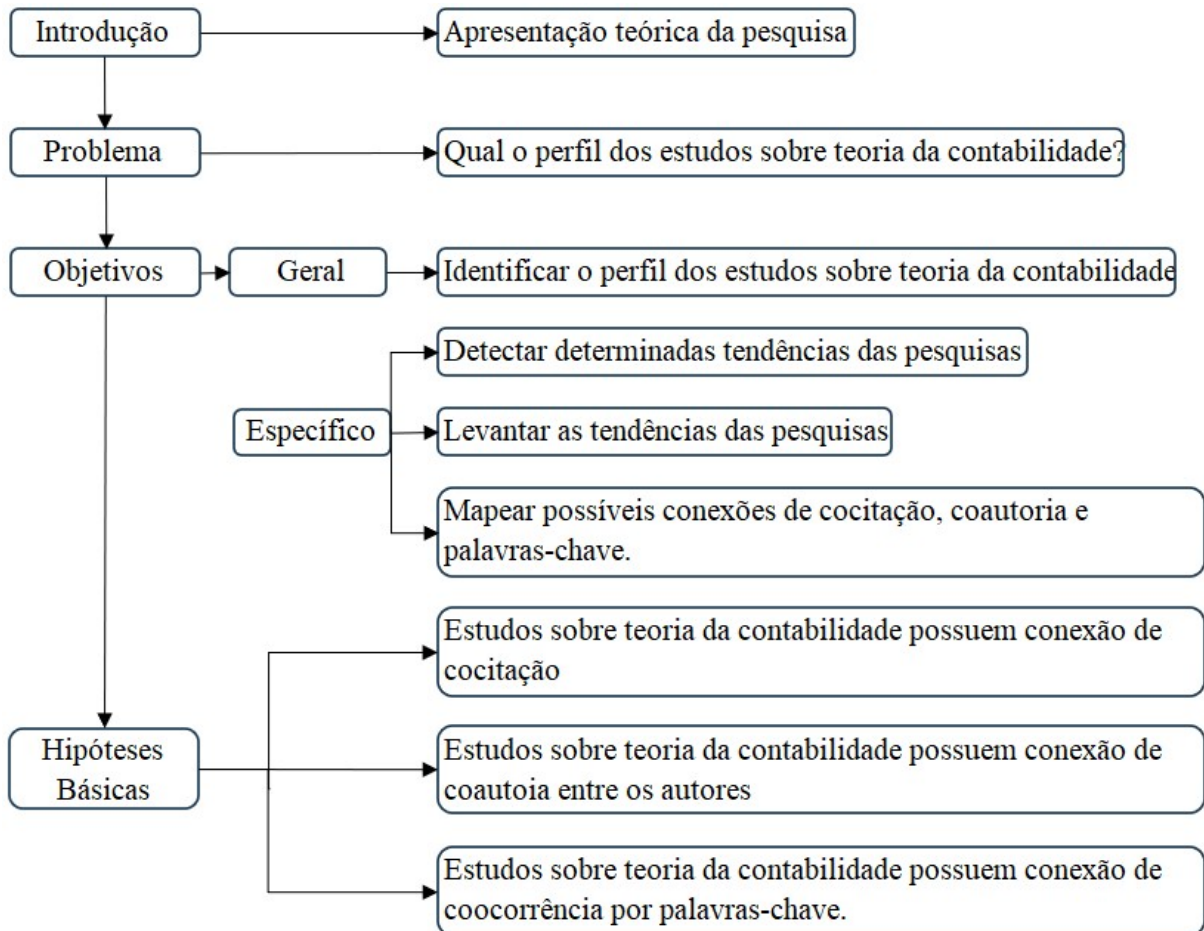 Introdução
Apresentação teórica da pesquisa
Problema
Qual o perfil dos estudos sobre teoria da contabilidade?
Objetivos
Geral
Identificar o perfil dos estudos sobre teoria da contabilidade
Detectar determinadas tendências das pesquisas
Específico
Levantar as tendências das pesquisas
Mapear possíveis conexões de cocitação, coautoria e
palavras-chave.
Estudos sobre teoria da contabilidade possuem conexão de
cocitação
Hipóteses
Básicas
Estudos sobre teoria da contabilidade possuem conexão de
coautoia entre os autores
Estudos sobre teoria da contabilidade possuem conexão de
coocorrência por palavras-chave.